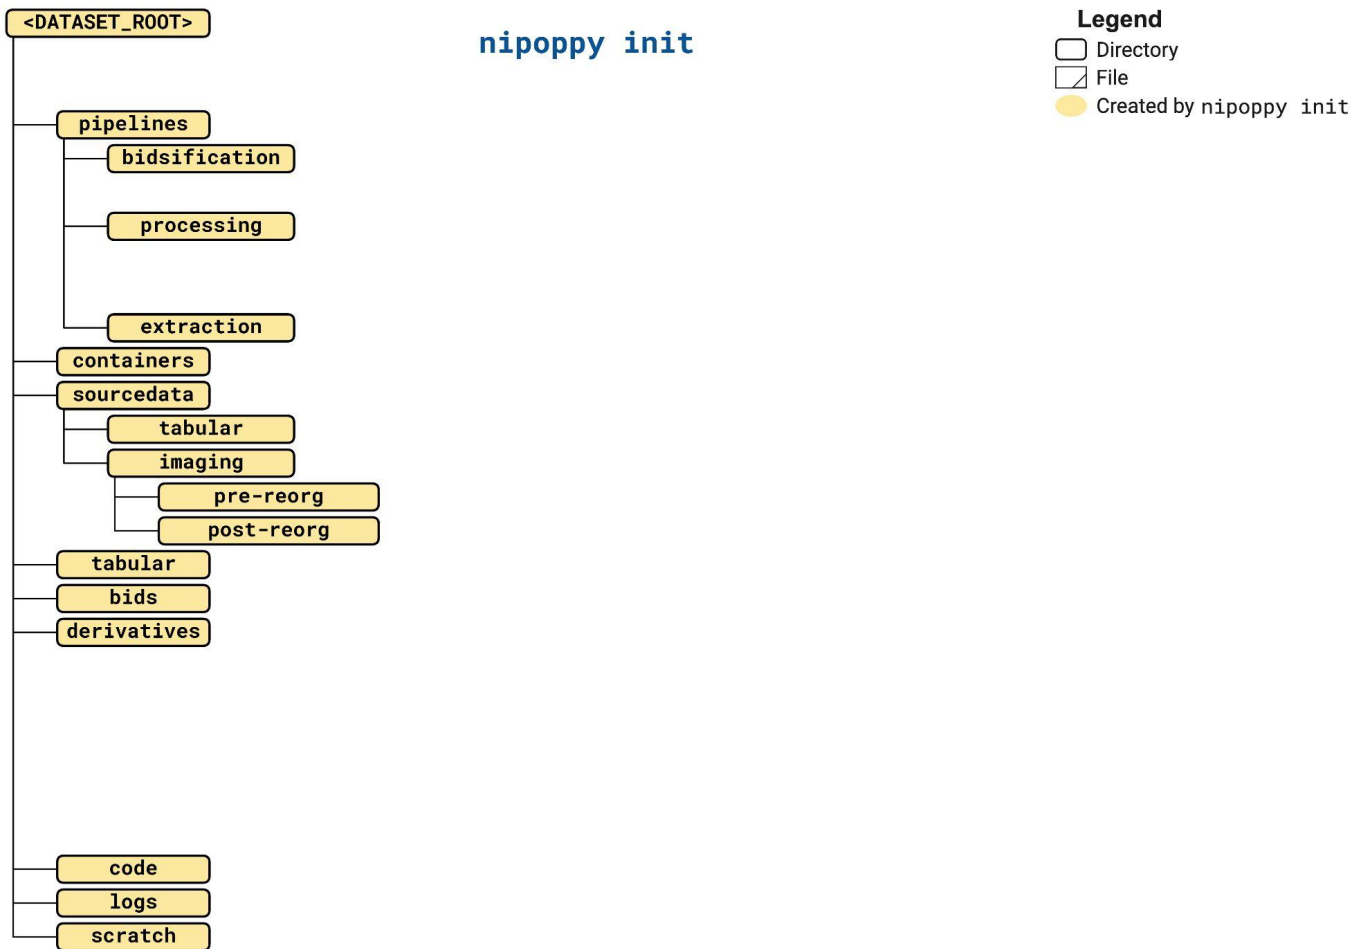 <DATASET_ROOT>
nipoppy init
Legend
Directory
File
Created by nipoppy init
pipelines
bidsification
processing
extraction
containers
sourcedata
tabular
imaging
pre-reorg
post-reorg
tabular
bids
derivatives
code
logs
scratch